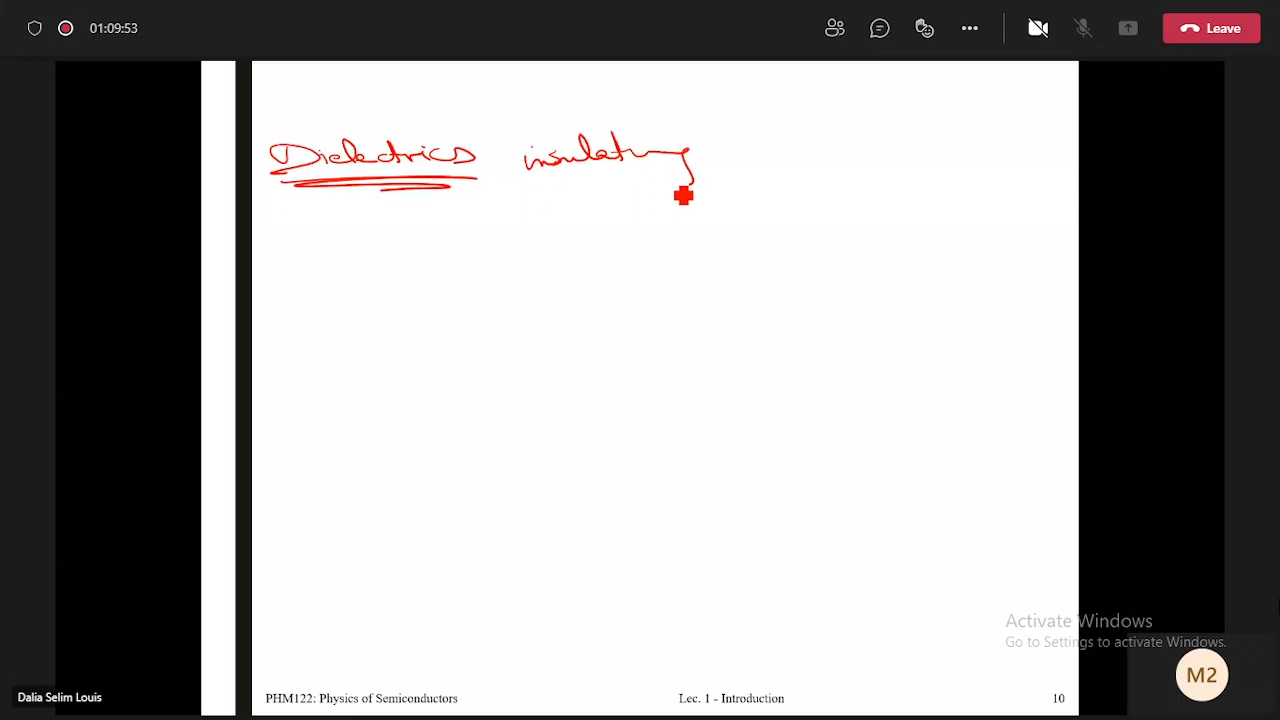 01:09:53
Leave
Dielectrics insulating
Activate Windows
Go to Settings to activate Windows.
M2
Dalia Selim Louis
PHM122: Physics of Semiconductors
Lec. 1 - Introduction
10